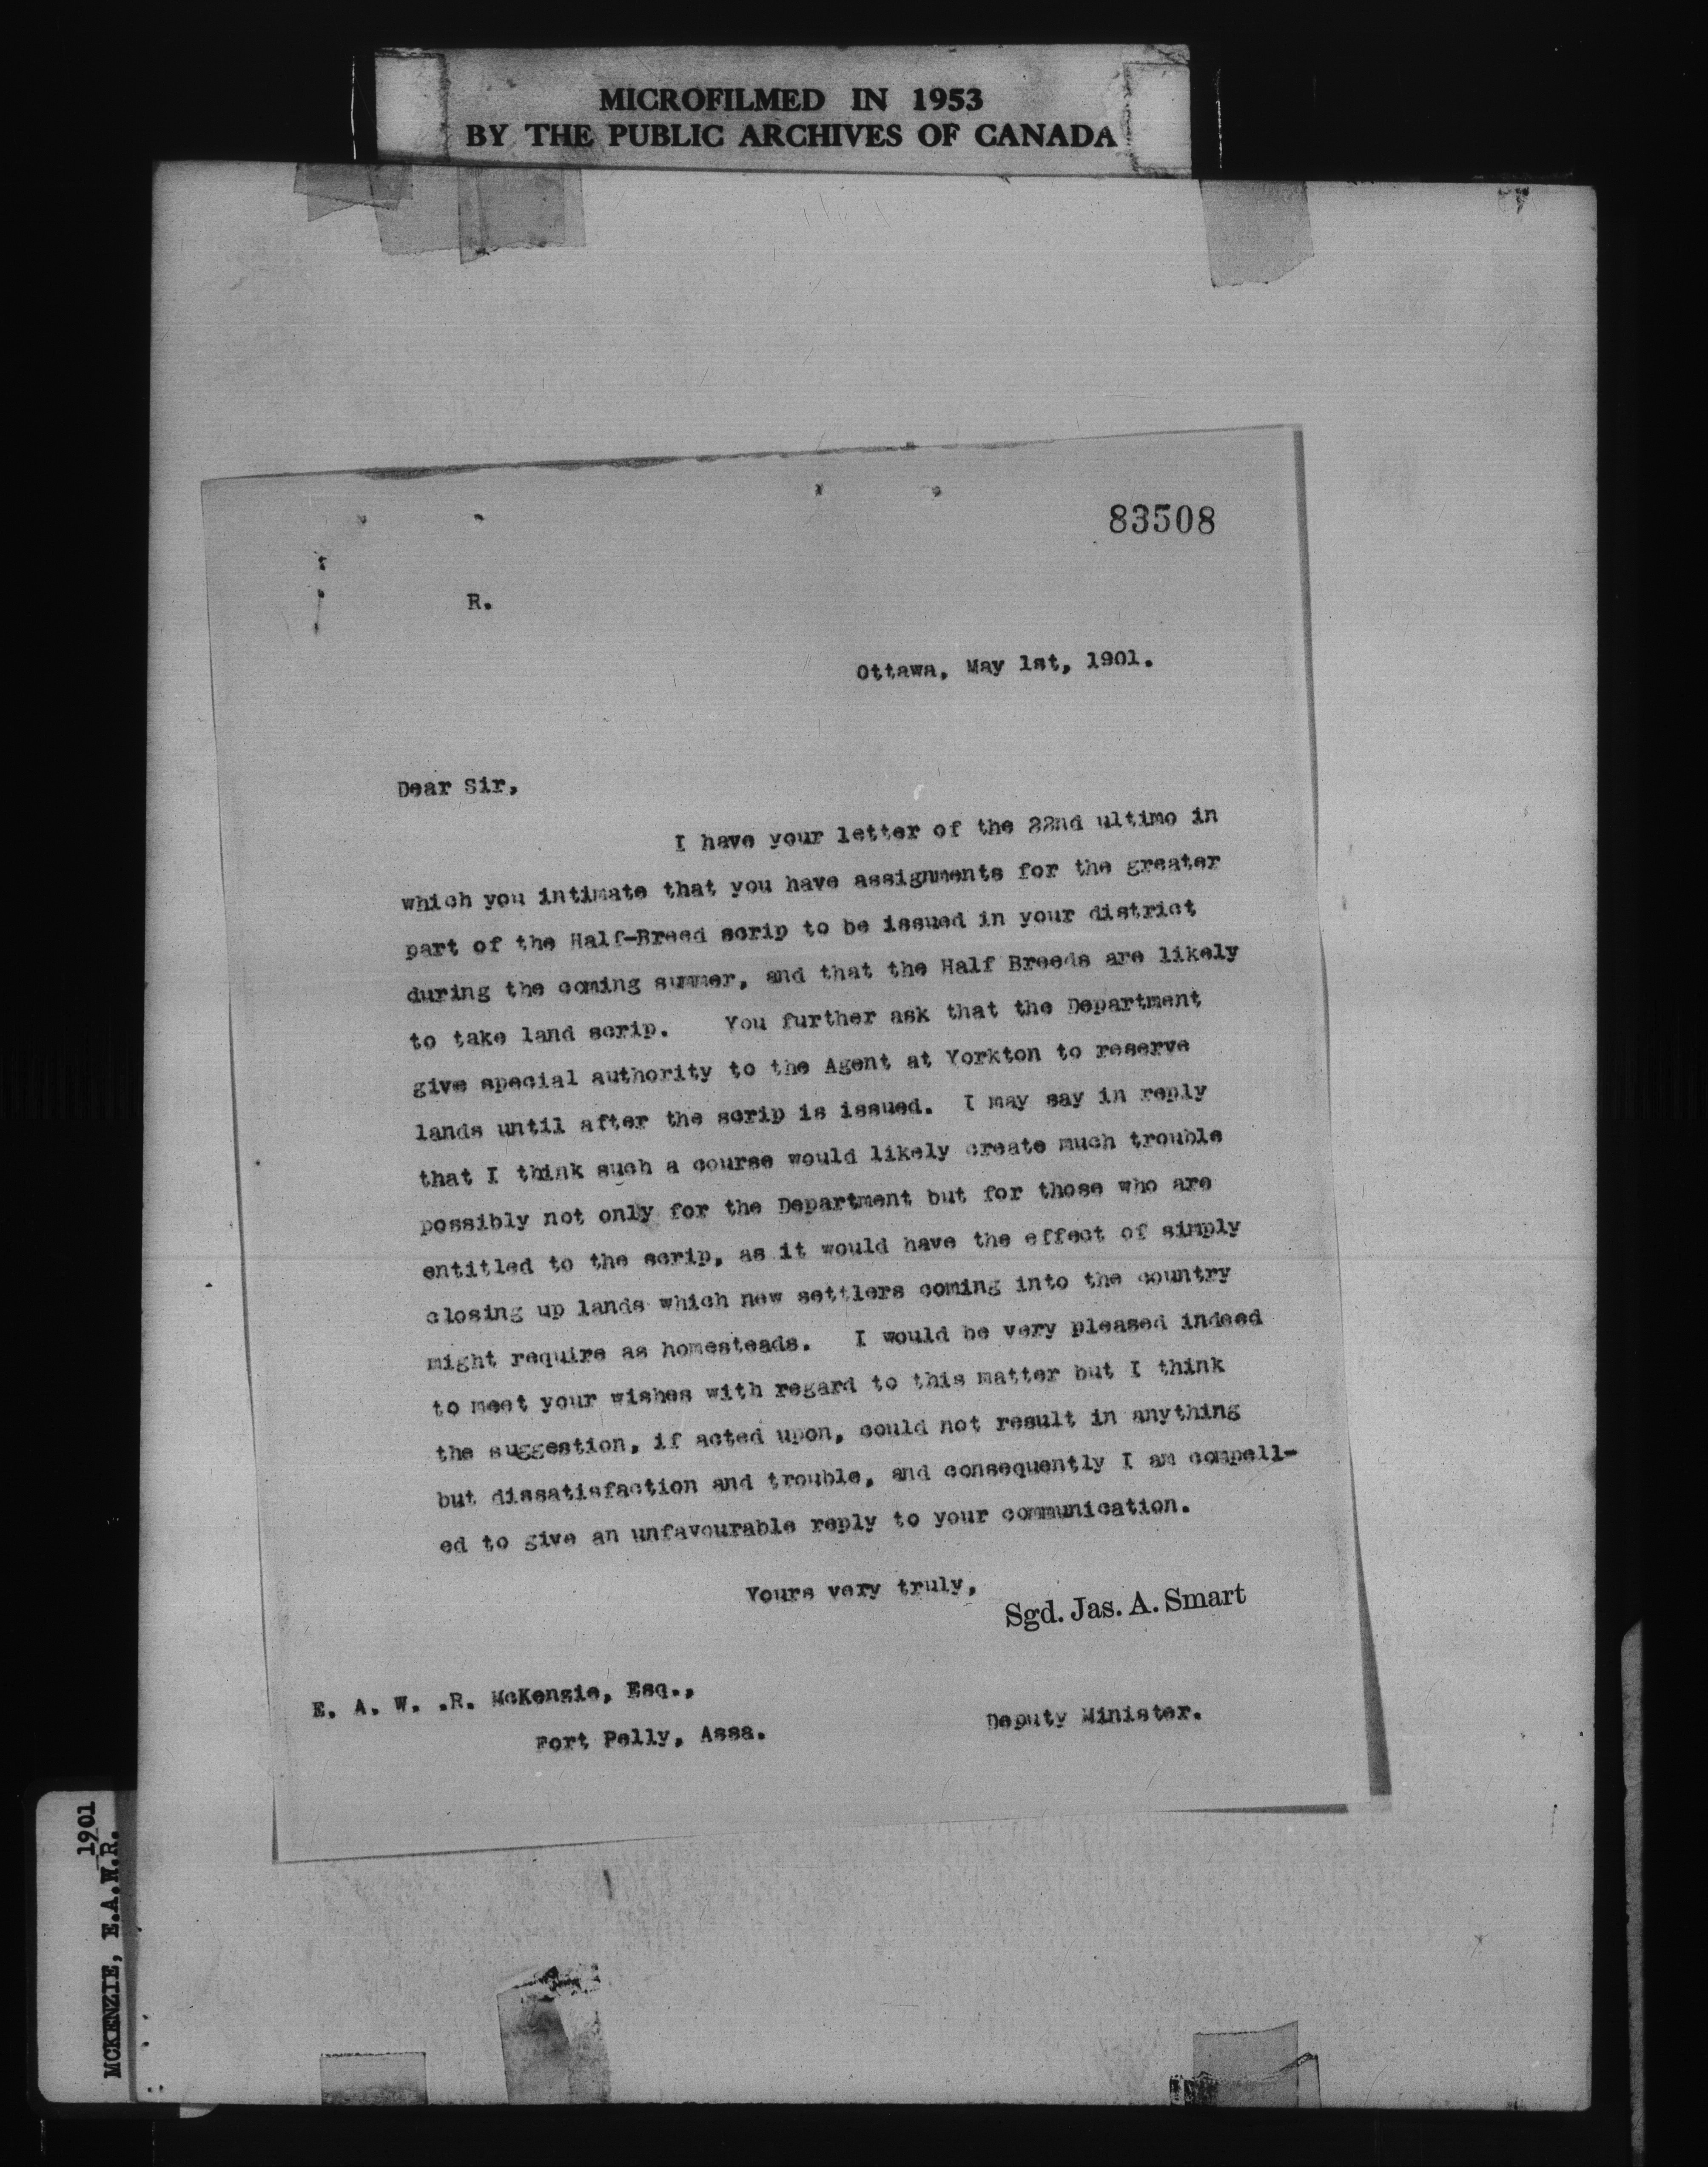 MICROFILMED IN 1953
BY THE PUBLIC ARCHIVES OF CANADA
83508
R.
Ottawa, May 1st, 1901.
Dear Sir,
I have your letter of the 22nd ultimo in
which you intimate that you have assignments for the greater
part of the Half-Breed scrip to be issued in your district
during the coming summer, and that the Half Breeds are likely
to take land scrip. You further ask that the Department
give special authority to the Agent at Yorkton to reserve
lands until after the scrip is issued. I may say in reply
that I think such a course would likely create much trouble
possibly not only for the Department but for those who are
entitled to the scrip, as it would have the effect of simply
closing up lands which new settlers coming into the country
might require as homesteads. I would be very pleased indeed
to meet your wishes with regard to this matter but I think
the suggestion, if acted upon, could not result in anything
but dissatisfaction and trouble, and consequently I am compell-
ed to give an unfavourable reply to your communication.
Yours very truly,
Sgd. Jas. A. Smart
E. A. W. .R. McKenzie, Esq.,
Deputy Minister.
Fort Pelly, Assa.
1901
MCKENZIE, E.A.W.R.